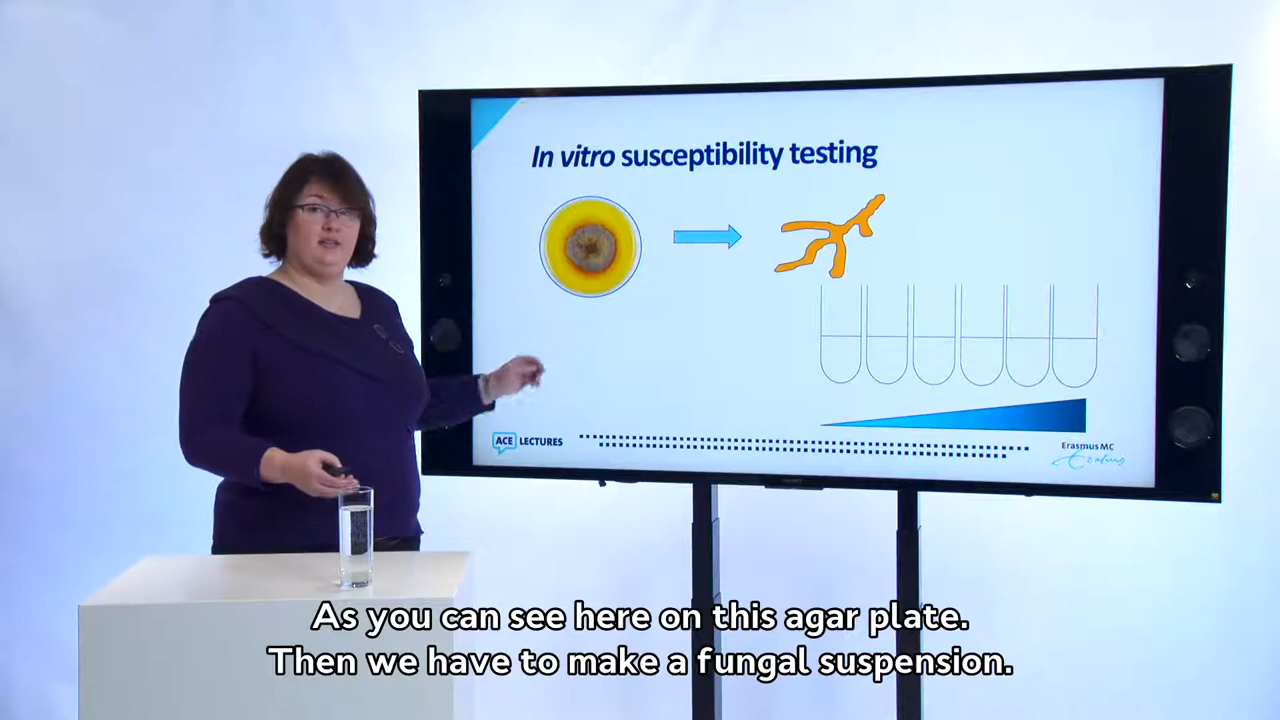 In vitro susceptibility testing
ACE LECTURES
Erasmus MC
Erasmus
As you can see here on this agar plate.
Then we have to make a fungal suspension.